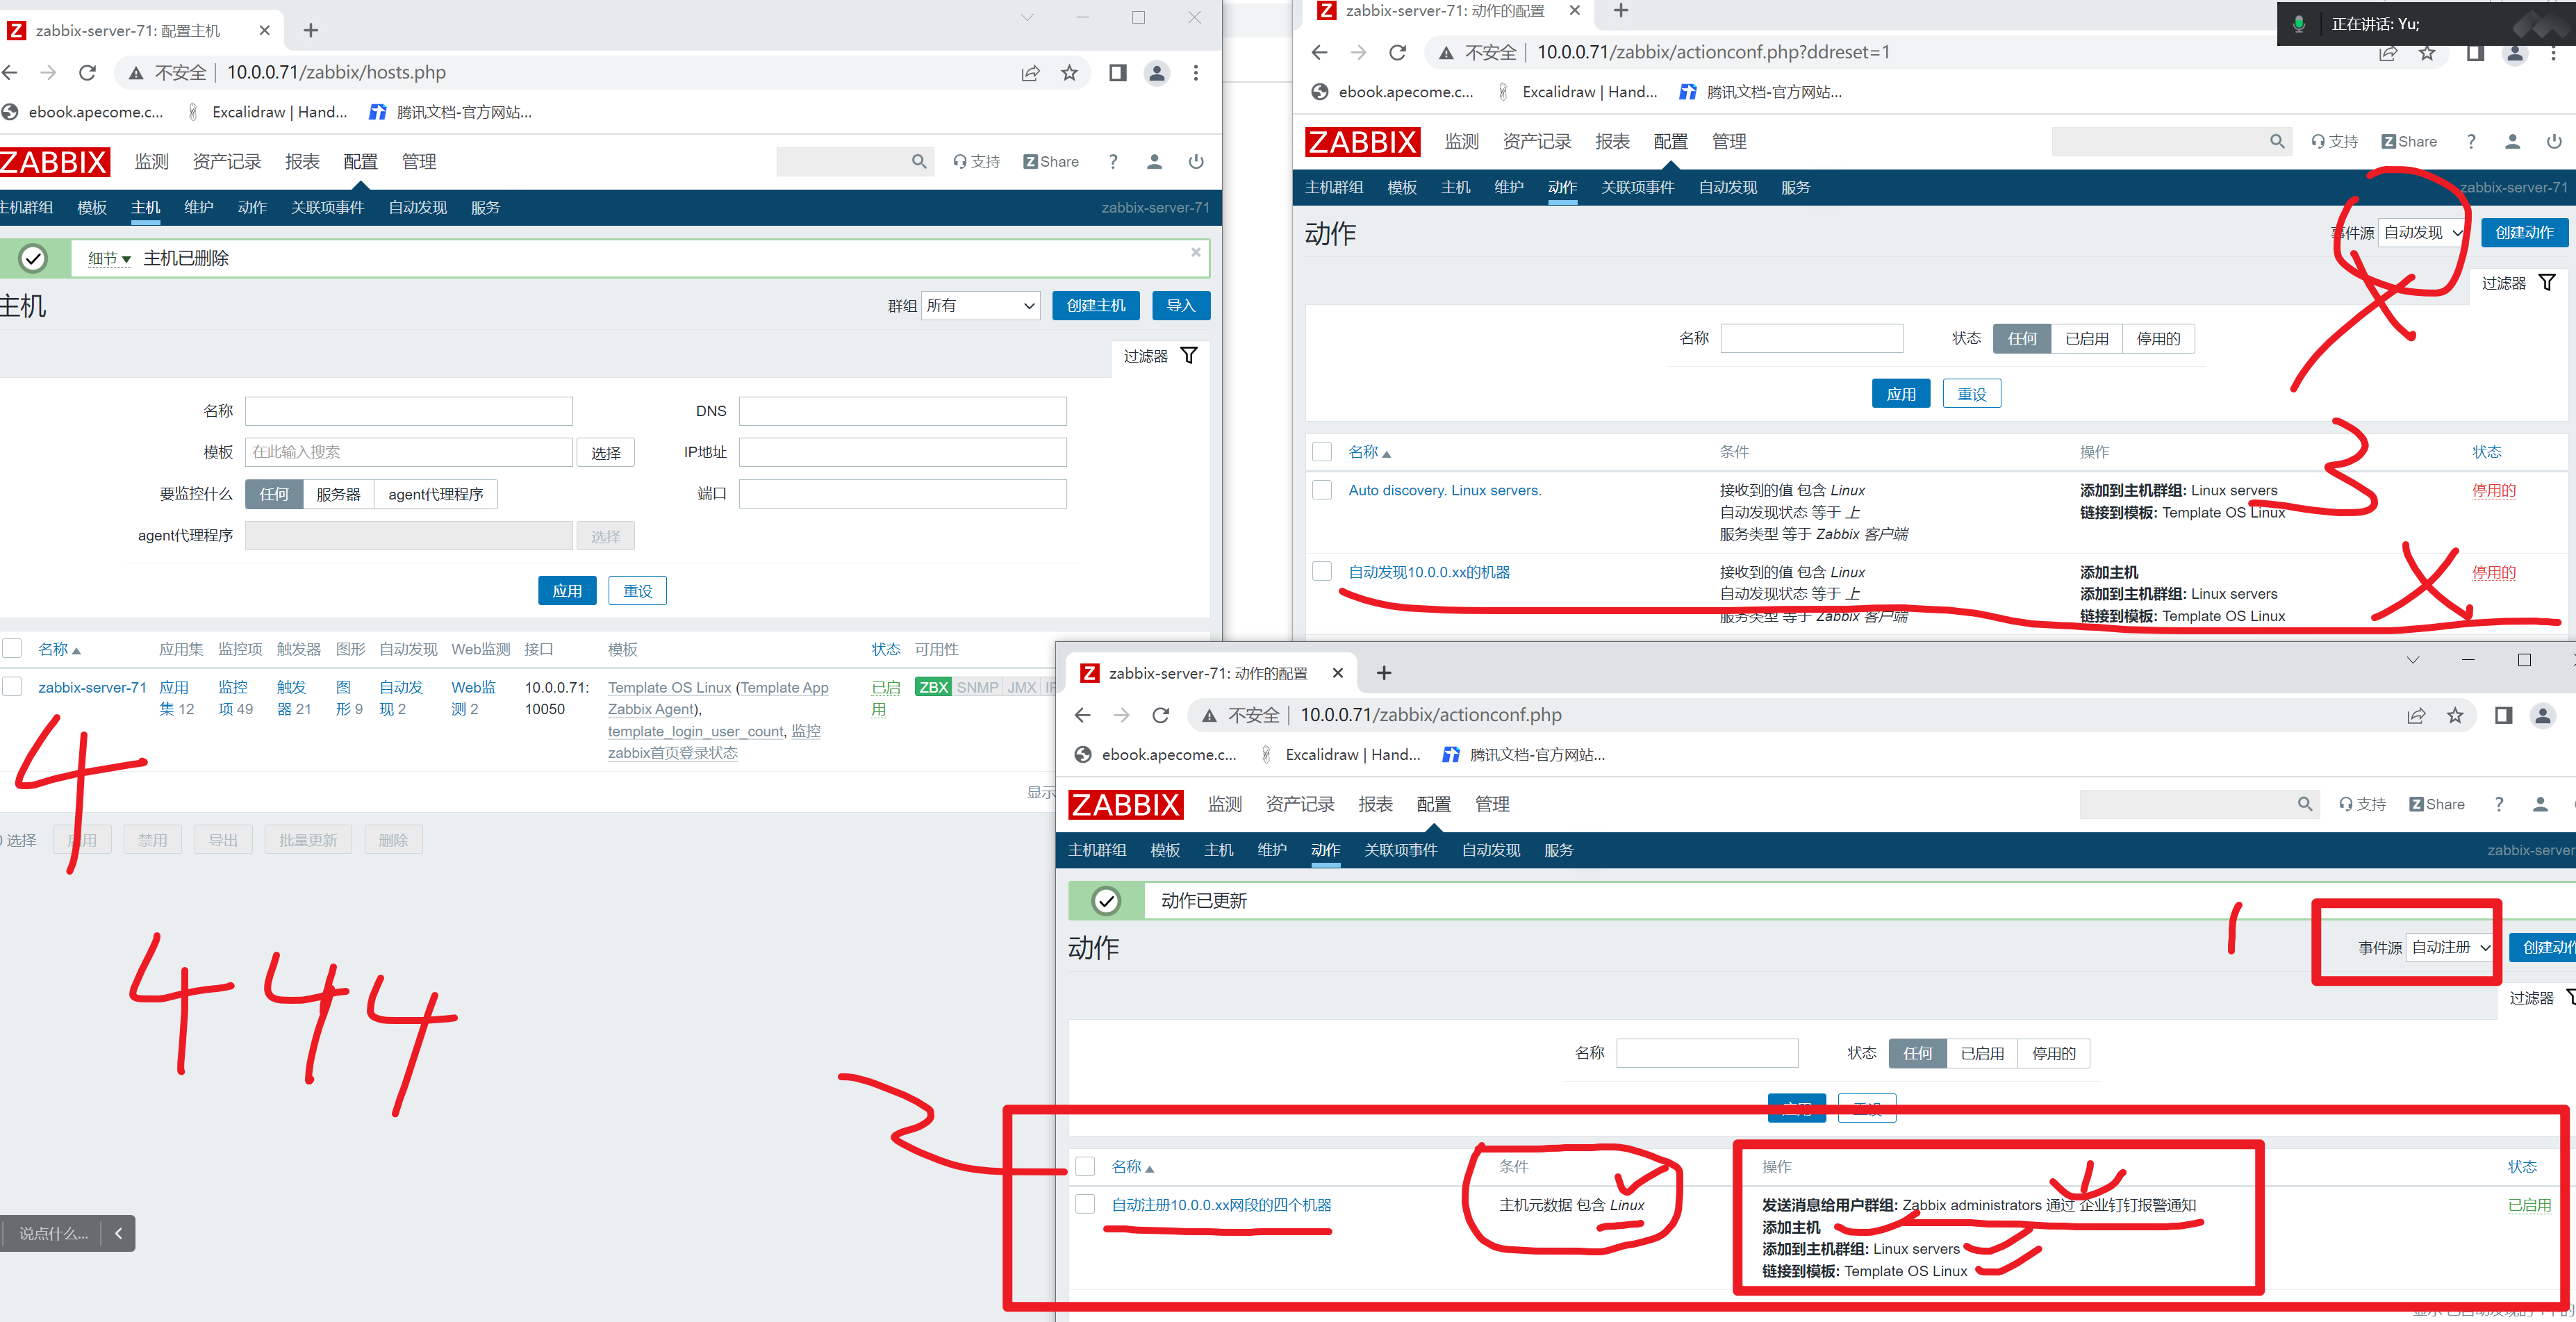 zabbix-server-71: 配置主机
不安全 10.0.0.71/zabbix/hosts.php
ebook.apecome.c... Excalidraw | Hand... 腾讯文档-官方网站...
ZABBIX 监测 资产记录 报表 配置 管理 支持 Share ?
主机群组 模板 主机 维护 动作 关联项事件 自动发现 服务 zabbix-server-71
细节 主机已删除
主机 群组 所有 创建主机 导入
过滤器
名称 DNS
模板 在此输入搜索 选择 IP地址
要监控什么 任何 服务器 agent代理程序 端口
agent代理程序 选择
应用 重设
名称 应用集 监控项 触发器 图形 自动发现 Web监测 接口 模板 状态 可用性
zabbix-server-71 应用 监控 触发 图 自动发 Web监 10.0.0.71: Template OS Linux (Template App 已启 ZBX SNMP JMX
集 12 项 49 器 21 形 9 现 2 测 2 10050 Zabbix Agent), 用
template_login_user_count, 监控
zabbix首页登录状态
4
显示
选择 禁用 导出 批量更新 删除
4 4 4
2
说点什么...
zabbix-server-71: 动作的配置
正在讲话: Yu;
不安全 10.0.0.71/zabbix/actionconf.php?ddreset=1
ebook.apecome.c... Excalidraw | Hand... 腾讯文档-官方网站...
ZABBIX 监测 资产记录 报表 配置 管理 支持 Share ?
主机群组 模板 主机 维护 动作 关联项事件 自动发现 服务 zabbix-server-71
动作 事件源 自动发现 创建动作
过滤器
名称 状态 任何 已启用 停用的
应用 重设
3
名称 条件 操作 状态
Auto discovery. Linux servers. 接收到的值 包含 Linux 添加到主机群组: Linux servers 停用的
自动发现状态 等于 上 链接到模板: Template OS Linux
服务类型 等于 Zabbix 客户端
自动发现10.0.0.xx的机器 接收到的值 包含 Linux 添加主机 停用的
自动发现状态 等于 上 添加到主机群组: Linux servers
服务类型 等于 Zabbix 客户端 链接到模板: Template OS Linux
zabbix-server-71: 动作的配置
不安全 10.0.0.71/zabbix/actionconf.php
ebook.apecome.c... Excalidraw | Hand... 腾讯文档-官方网站...
ZABBIX 监测 资产记录 报表 配置 管理 支持 Share ?
主机群组 模板 主机 维护 动作 关联项事件 自动发现 服务 zabbix-server
动作已更新
1
动作 事件源 自动注册 创建动作
过滤器
名称 状态 任何 已启用 停用的
应用 重设
名称 条件 操作 状态
自动注册10.0.0.xx网段的四个机器 主机元数据 包含 Linux 发送消息给用户群组: Zabbix administrators 通过 企业钉钉报警通知 已启用
添加主机
添加到主机群组: Linux servers
链接到模板: Template OS Linux